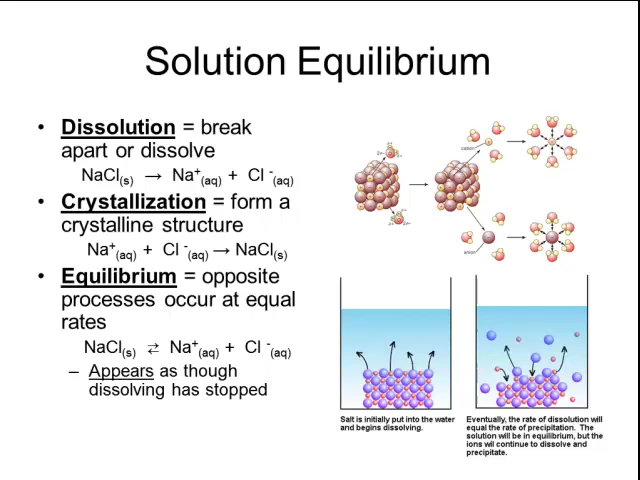 Solution Equilibrium
• Dissolution = break
apart or dissolve
NaCl(s) → Na+(aq) + Cl -(aq)
• Crystallization = form a
crystalline structure
Na+(aq) + Cl -(aq) → NaCl(s)
• Equilibrium = opposite
processes occur at equal
rates
NaCl(s) ⇄ Na+(aq) + Cl -(aq)
– Appears as though
dissolving has stopped
cation
anion
Salt is initially put into the water
and begins dissolving.
Eventually, the rate of dissolution will
equal the rate of precipitation. The
solution will be in equilibrium, but the
ions wil continue to dissolve and
precipitate.